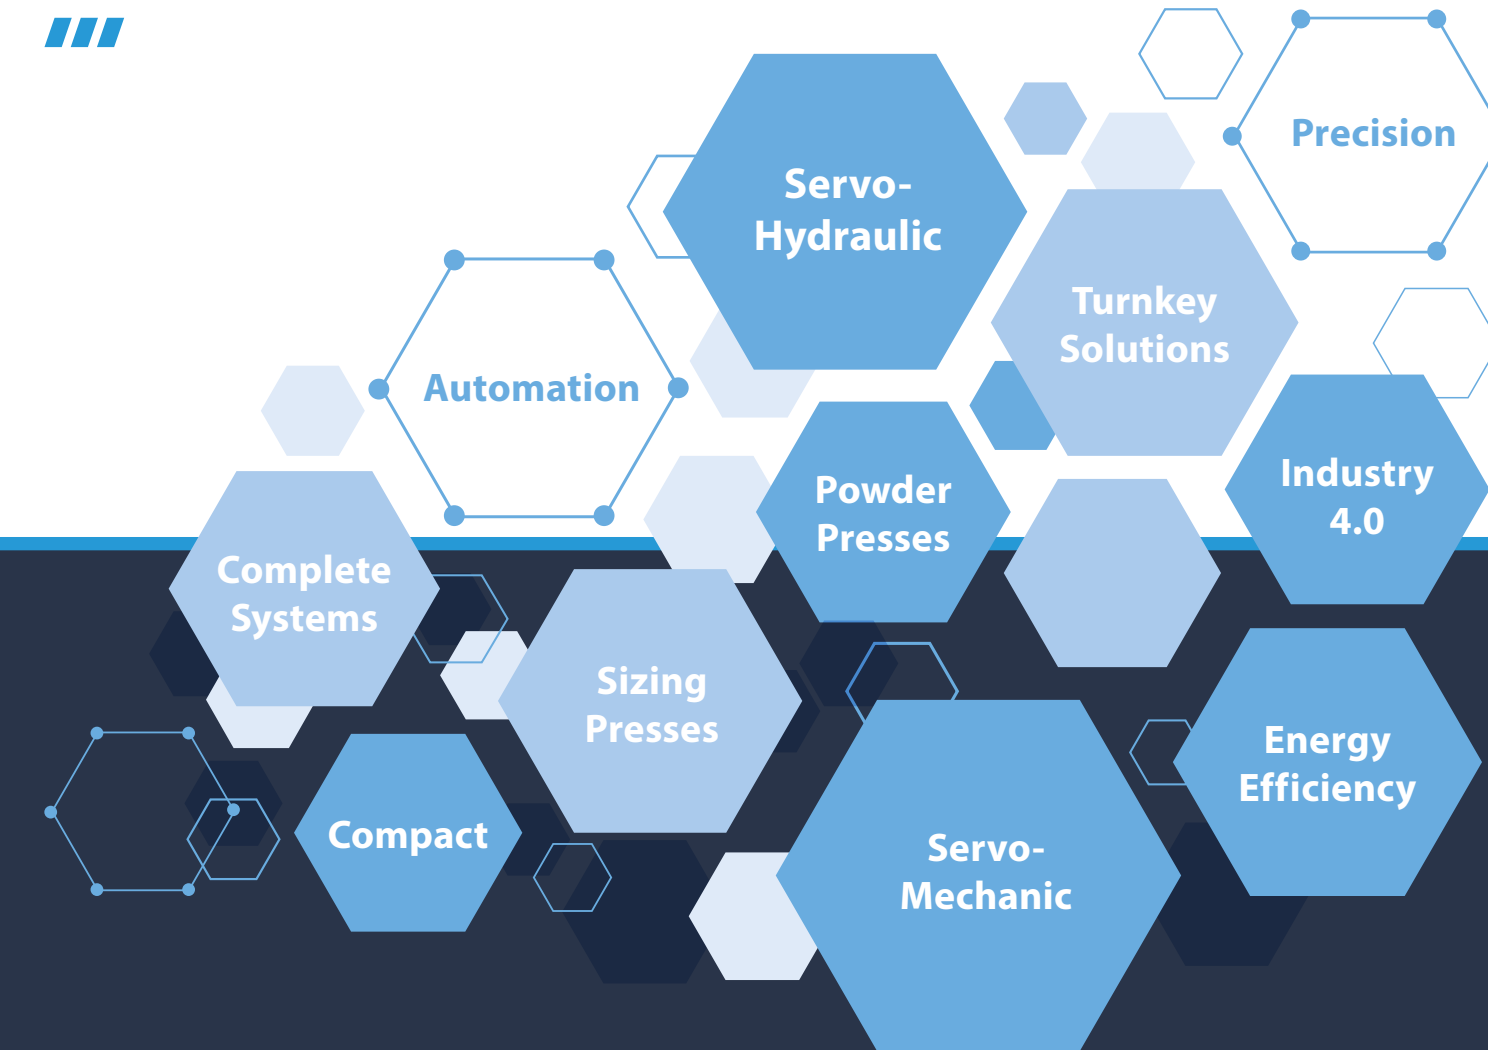 Precision
Servo-
Hydraulic
Turnkey
Solutions
Automation
Industry
4.0
Powder
Presses
Complete
Systems
Sizing
Presses
Energy
Efficiency
Compact
Servo-
Mechanic